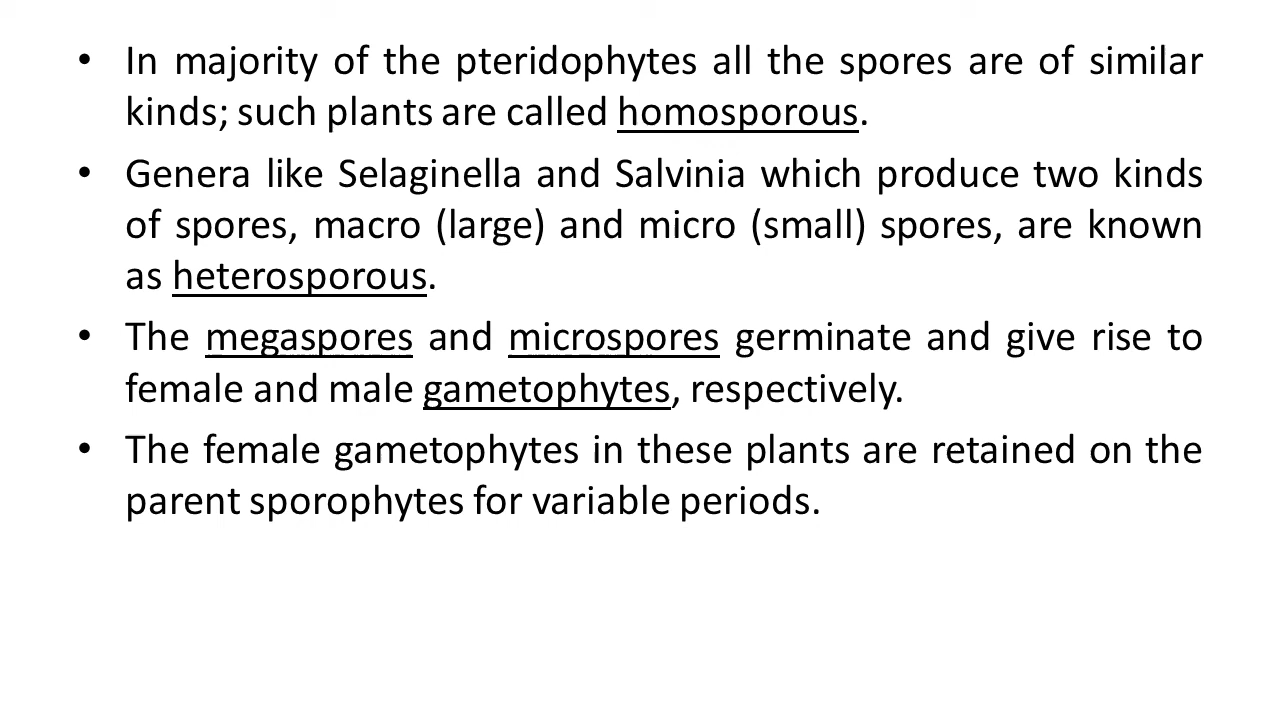 • In majority of the pteridophytes all the spores are of similar
kinds; such plants are called homosporous.
• Genera like Selaginella and Salvinia which produce two kinds
of spores, macro (large) and micro (small) spores, are known
as heterosporous.
• The megaspores and microspores germinate and give rise to
female and male gametophytes, respectively.
• The female gametophytes in these plants are retained on the
parent sporophytes for variable periods.